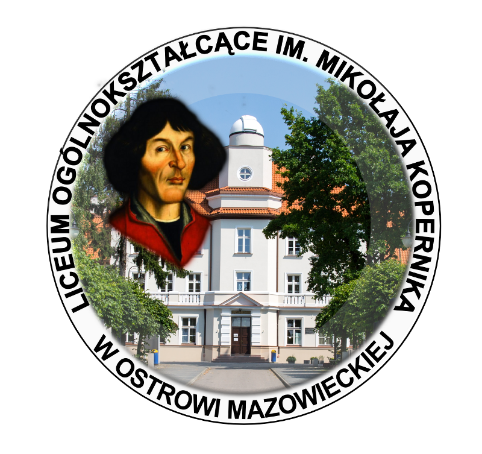 LICEUM OGÓLNOKSZTAŁCĄCE IM. MIKOŁAJA KOPERNIKA
W OSTROWI MAZOWIECKIEJ